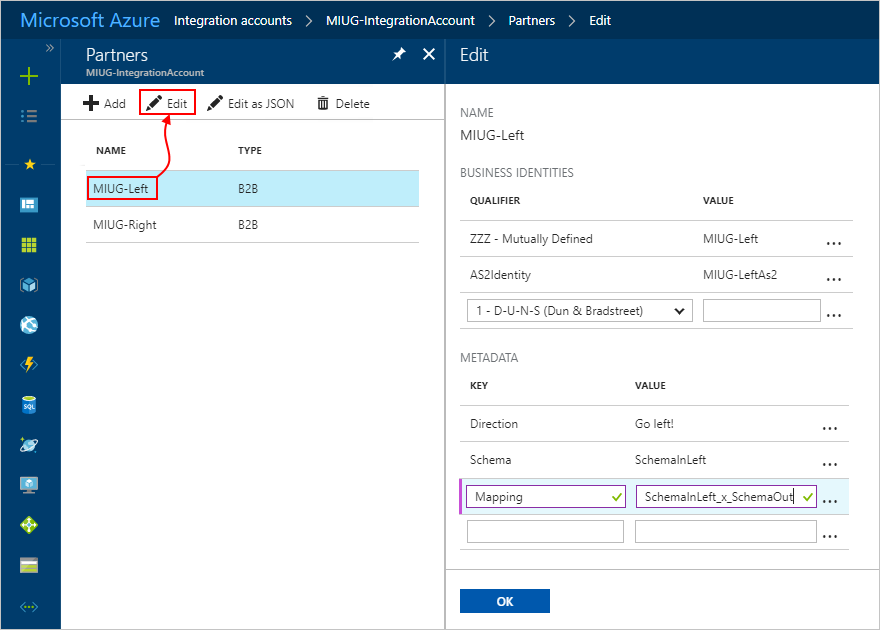 Microsoft Azure Integration accounts > MIUG-IntegrationAccount > Partners > Edit
»
Partners
MIUG-IntegrationAccount
Add Edit Edit as JSON Delete
NAME TYPE
MIUG-Left B2B
MIUG-Right B2B
SQL
Edit
NAME
MIUG-Left
BUSINESS IDENTITIES
QUALIFIER VALUE
ZZZ - Mutually Defined MIUG-Left ...
AS2Identity MIUG-LeftAs2 ...
1 - D-U-N-S (Dun & Bradstreet) ...
METADATA
KEY VALUE
Direction Go left! ...
Schema SchemaInLeft ...
Mapping SchemaInLeft_x_SchemaOut ...
...
OK